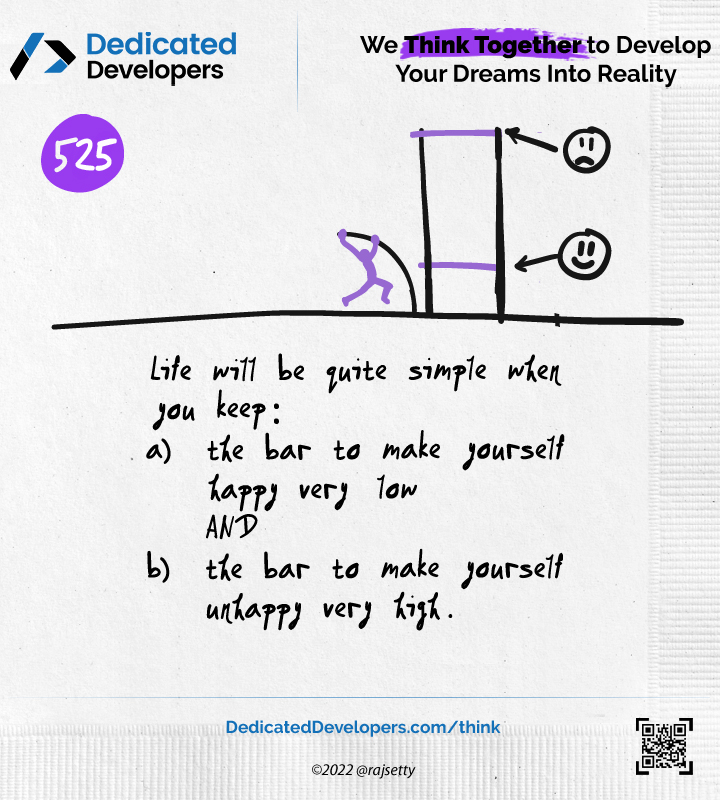 Dedicated
Developers
We Think Together to Develop
Your Dreams Into Reality
525
Life will be quite simple when
you keep:
a) the bar to make yourself
happy very low
AND
b) the bar to make yourself
unhappy very high.
DedicatedDevelopers.com/think
©2022 @rajsetty